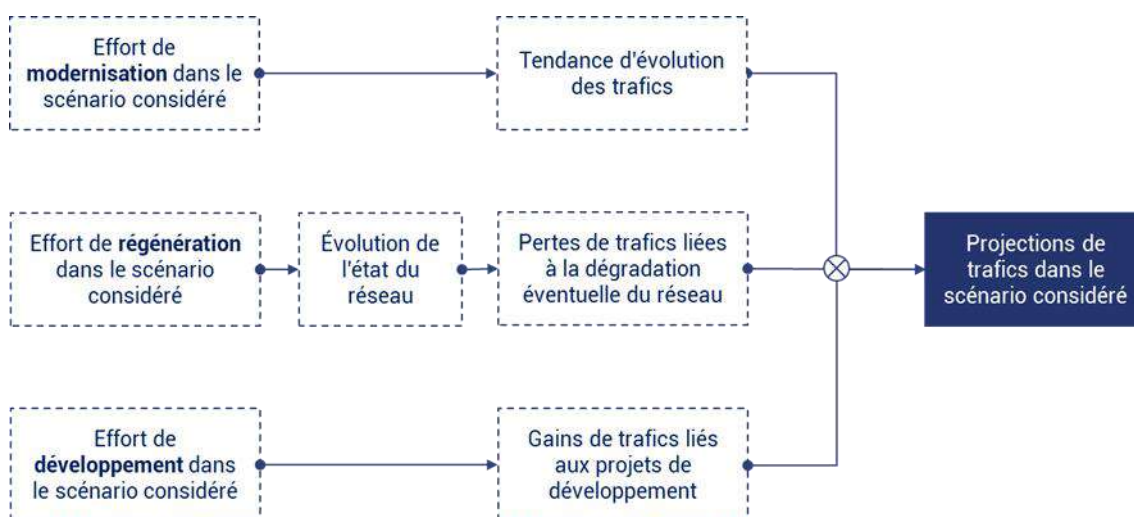 Effort de
modernisation dans le
scénario considéré
Tendance d'évolution
des trafics
Effort de régénération
dans le scénario
considéré
Évolution de
l'état du
réseau
Pertes de trafics liées
à la dégradation
éventuelle du réseau
Projections de
trafics dans le
scénario considéré
Effort de
développement dans
le scénario considéré
Gains de trafics liés
aux projets de
développement